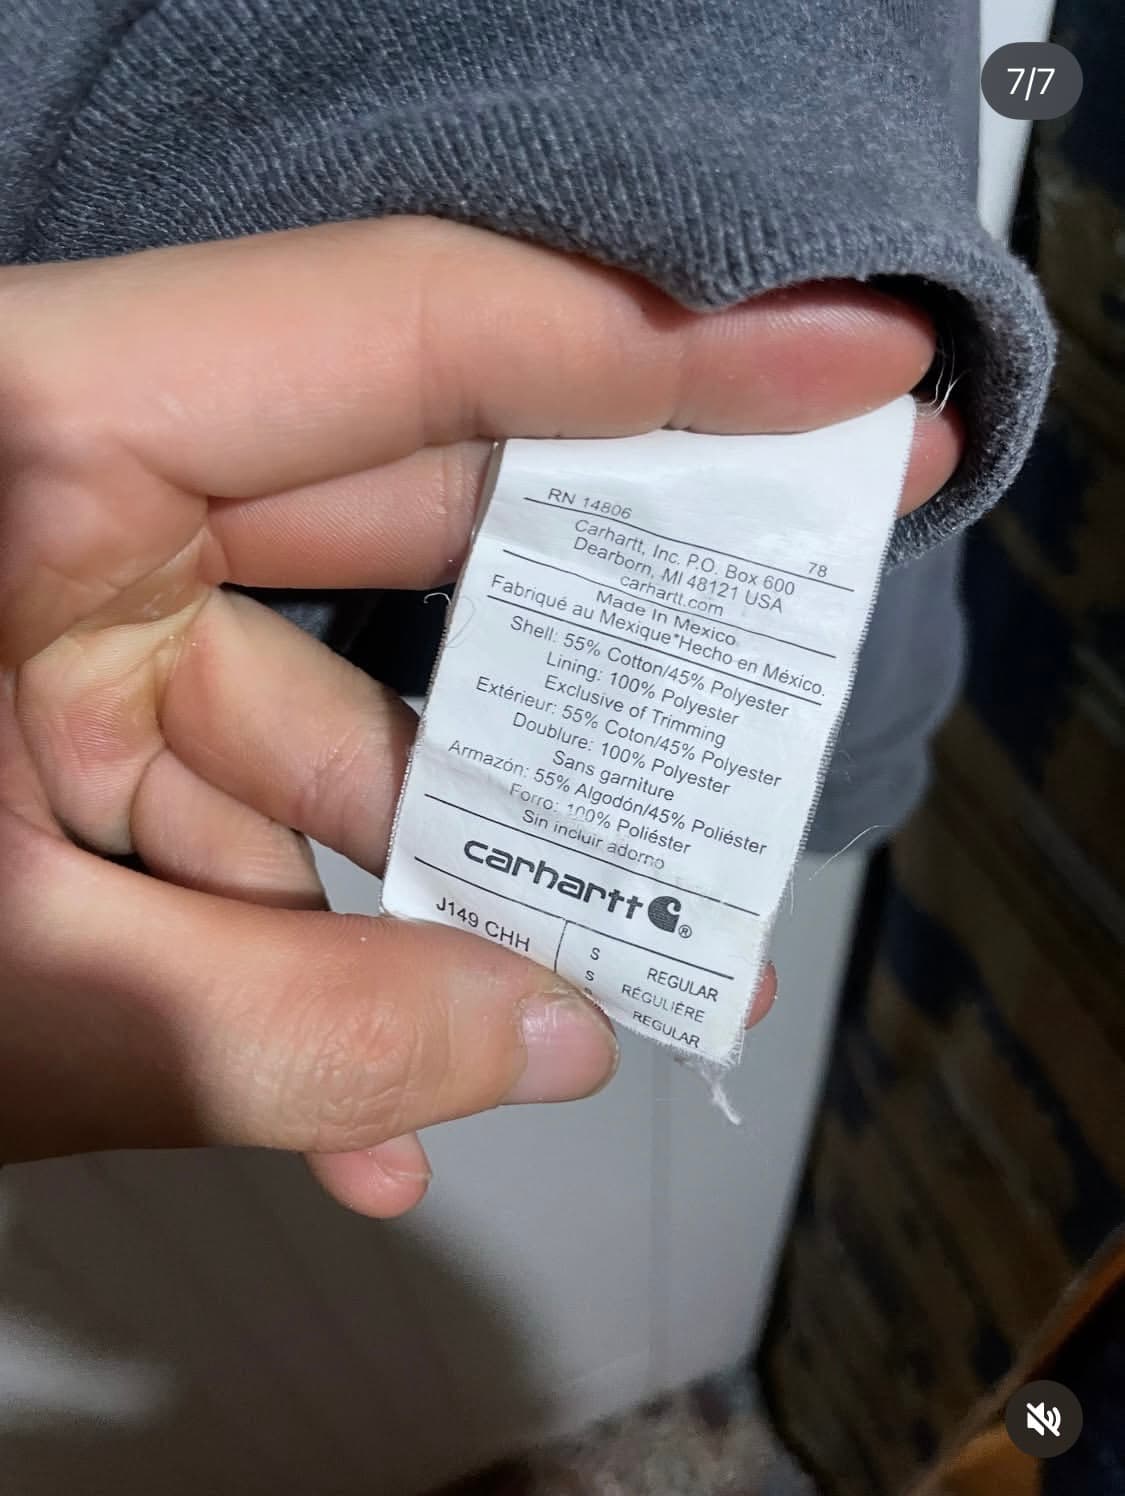 7/7
RN 14806 78
Carhartt, Inc. P.O. Box 600
Dearborn, MI 48121 USA
carhartt.com
Made In Mexico
Fabriqué au Mexique*Hecho en México.
Shell: 55% Cotton/45% Polyester
Lining: 100% Polyester
Exclusive of Trimming
Extérieur: 55% Coton/45% Polyester
Doublure: 100% Polyester
Sans garniture
Armazón: 55% Algodón/45% Poliéster
Forro: 100% Poliéster
Sin incluir adorno
carhartt ®
J149 CHH S REGULAR
S RÉGULIÈRE
REGULAR